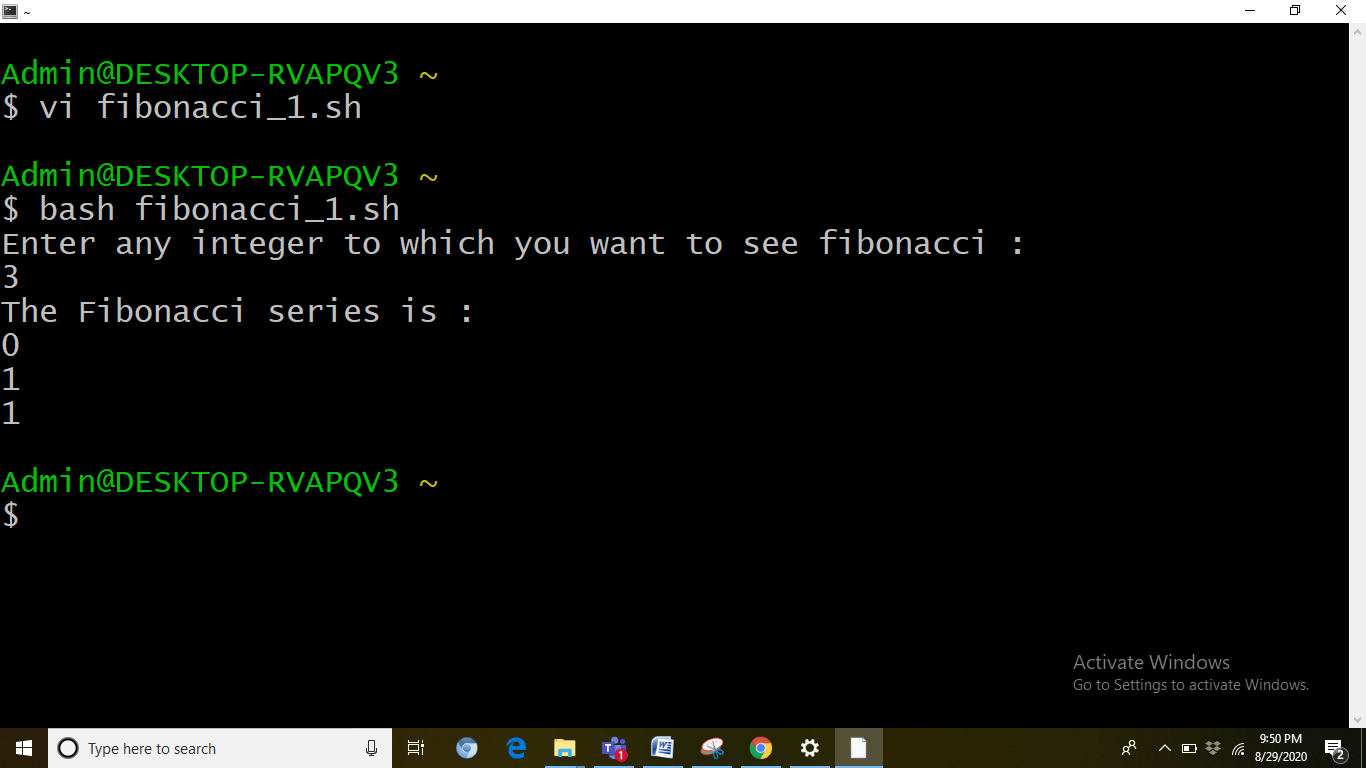 ~
Admin@DESKTOP-RVAPQV3 ~
$ vi fibonacci_1.sh
Admin@DESKTOP-RVAPQV3 ~
$ bash fibonacci_1.sh
Enter any integer to which you want to see fibonacci :
3
The Fibonacci series is :
0
1
1
Admin@DESKTOP-RVAPQV3 ~
$
Activate Windows
Go to Settings to activate Windows.
Type here to search
1
9:50 PM
8/29/2020
2